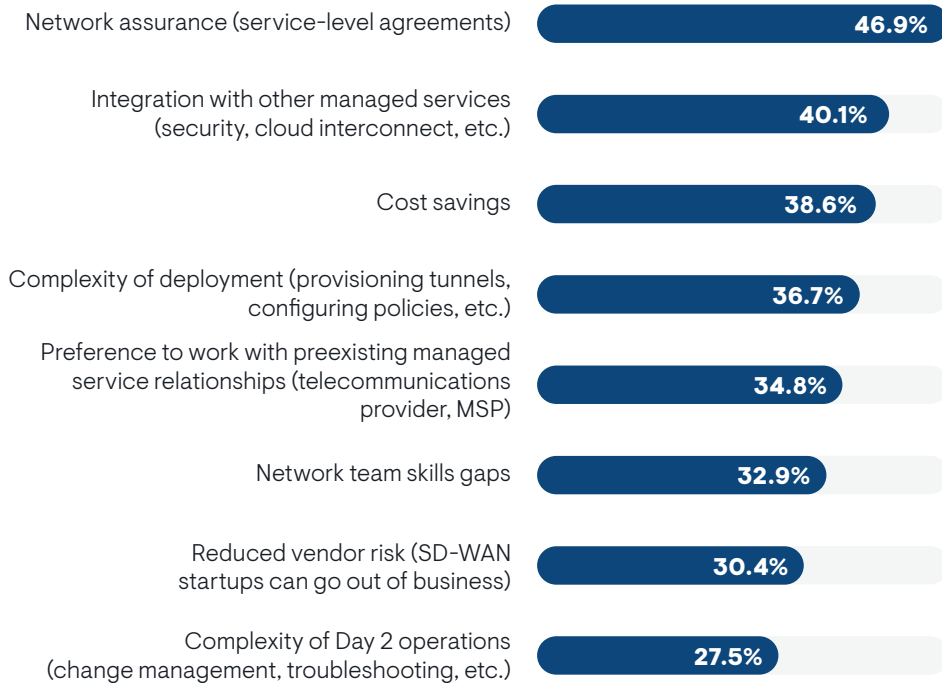 Network assurance (service-level agreements)
46.9%
Integration with other managed services
(security, cloud interconnect, etc.)
40.1%
Cost savings
38.6%
Complexity of deployment (provisioning tunnels,
configuring policies, etc.)
36.7%
Preference to work with preexisting managed
service relationships (telecommunications
provider, MSP)
34.8%
Network team skills gaps
32.9%
Reduced vendor risk (SD-WAN
startups can go out of business)
30.4%
Complexity of Day 2 operations
(change management, troubleshooting, etc.)
27.5%